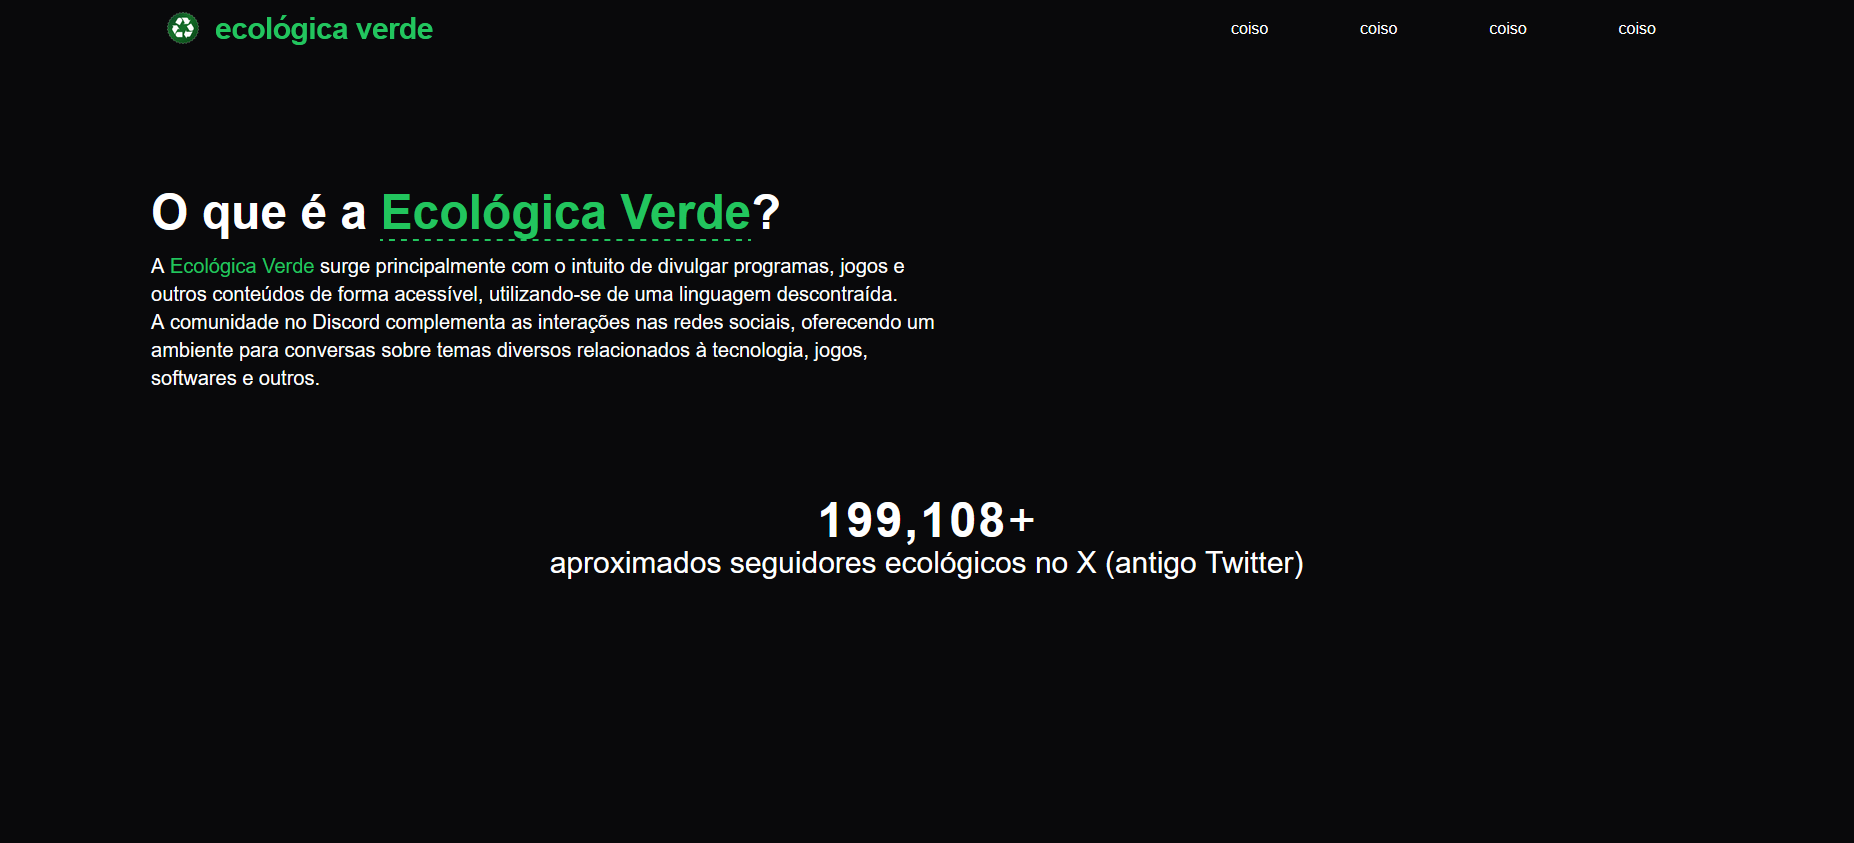 ecológica verde
coiso coiso coiso coiso
O que é a Ecológica Verde?
A Ecológica Verde surge principalmente com o intuito de divulgar programas, jogos e
outros conteúdos de forma acessível, utilizando-se de uma linguagem descontraída.
A comunidade no Discord complementa as interações nas redes sociais, oferecendo um
ambiente para conversas sobre temas diversos relacionados à tecnologia, jogos,
softwares e outros.
199,108+
aproximados seguidores ecológicos no X (antigo Twitter)